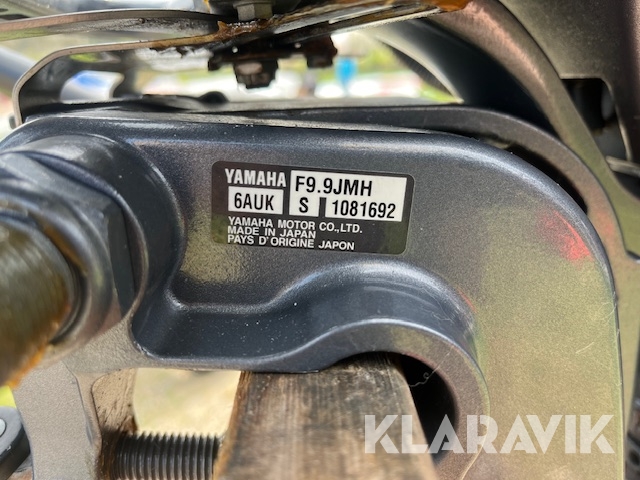 YAMAHA F9.9JMH
6AUK S 1081692
YAMAHA MOTOR CO.,LTD.
MADE IN JAPAN
PAYS D'ORIGINE JAPON
KLARAVIK